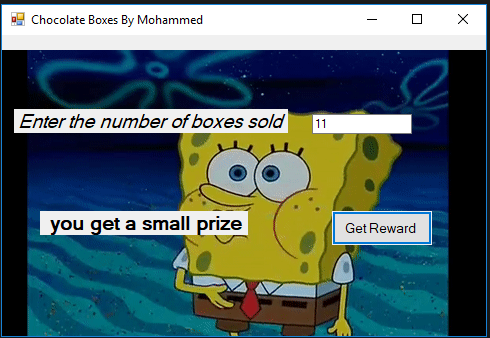 Chocolate Boxes By Mohammed
Enter the number of boxes sold
11
you get a small prize
Get Reward